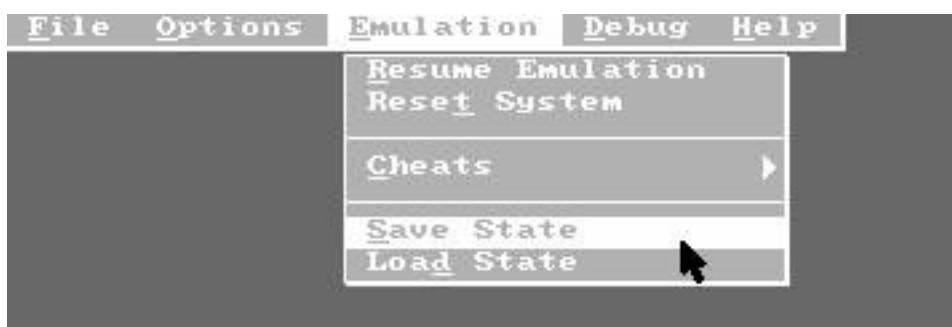 File Options Emulation Debug Help
Resume Emulation
Reset System
Cheats
Save State
Load State